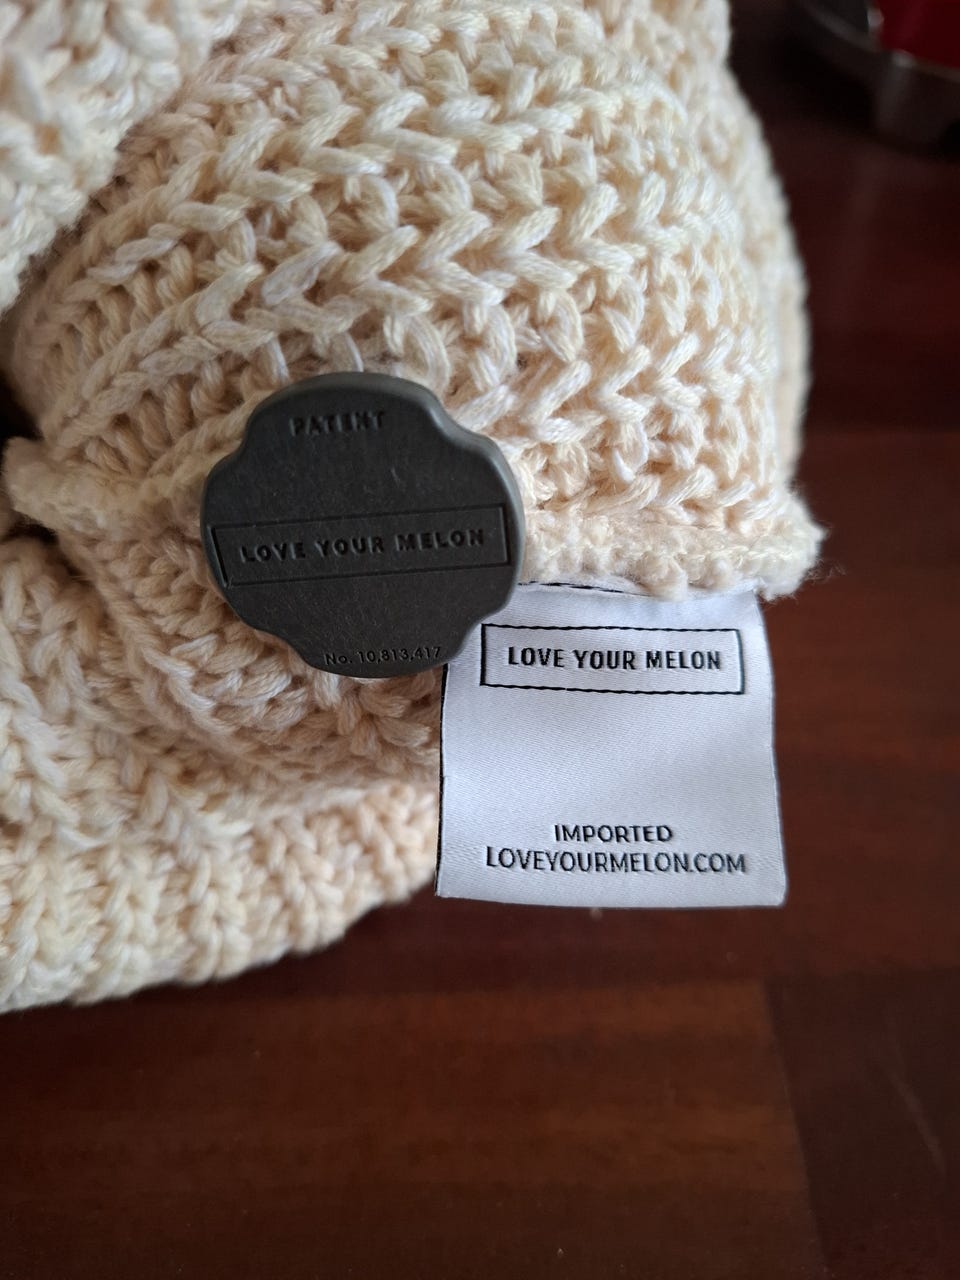 PATENT
LOVE YOUR MELON
No. 10,813,417
LOVE YOUR MELON
IMPORTED
LOVEYOURMELON.COM